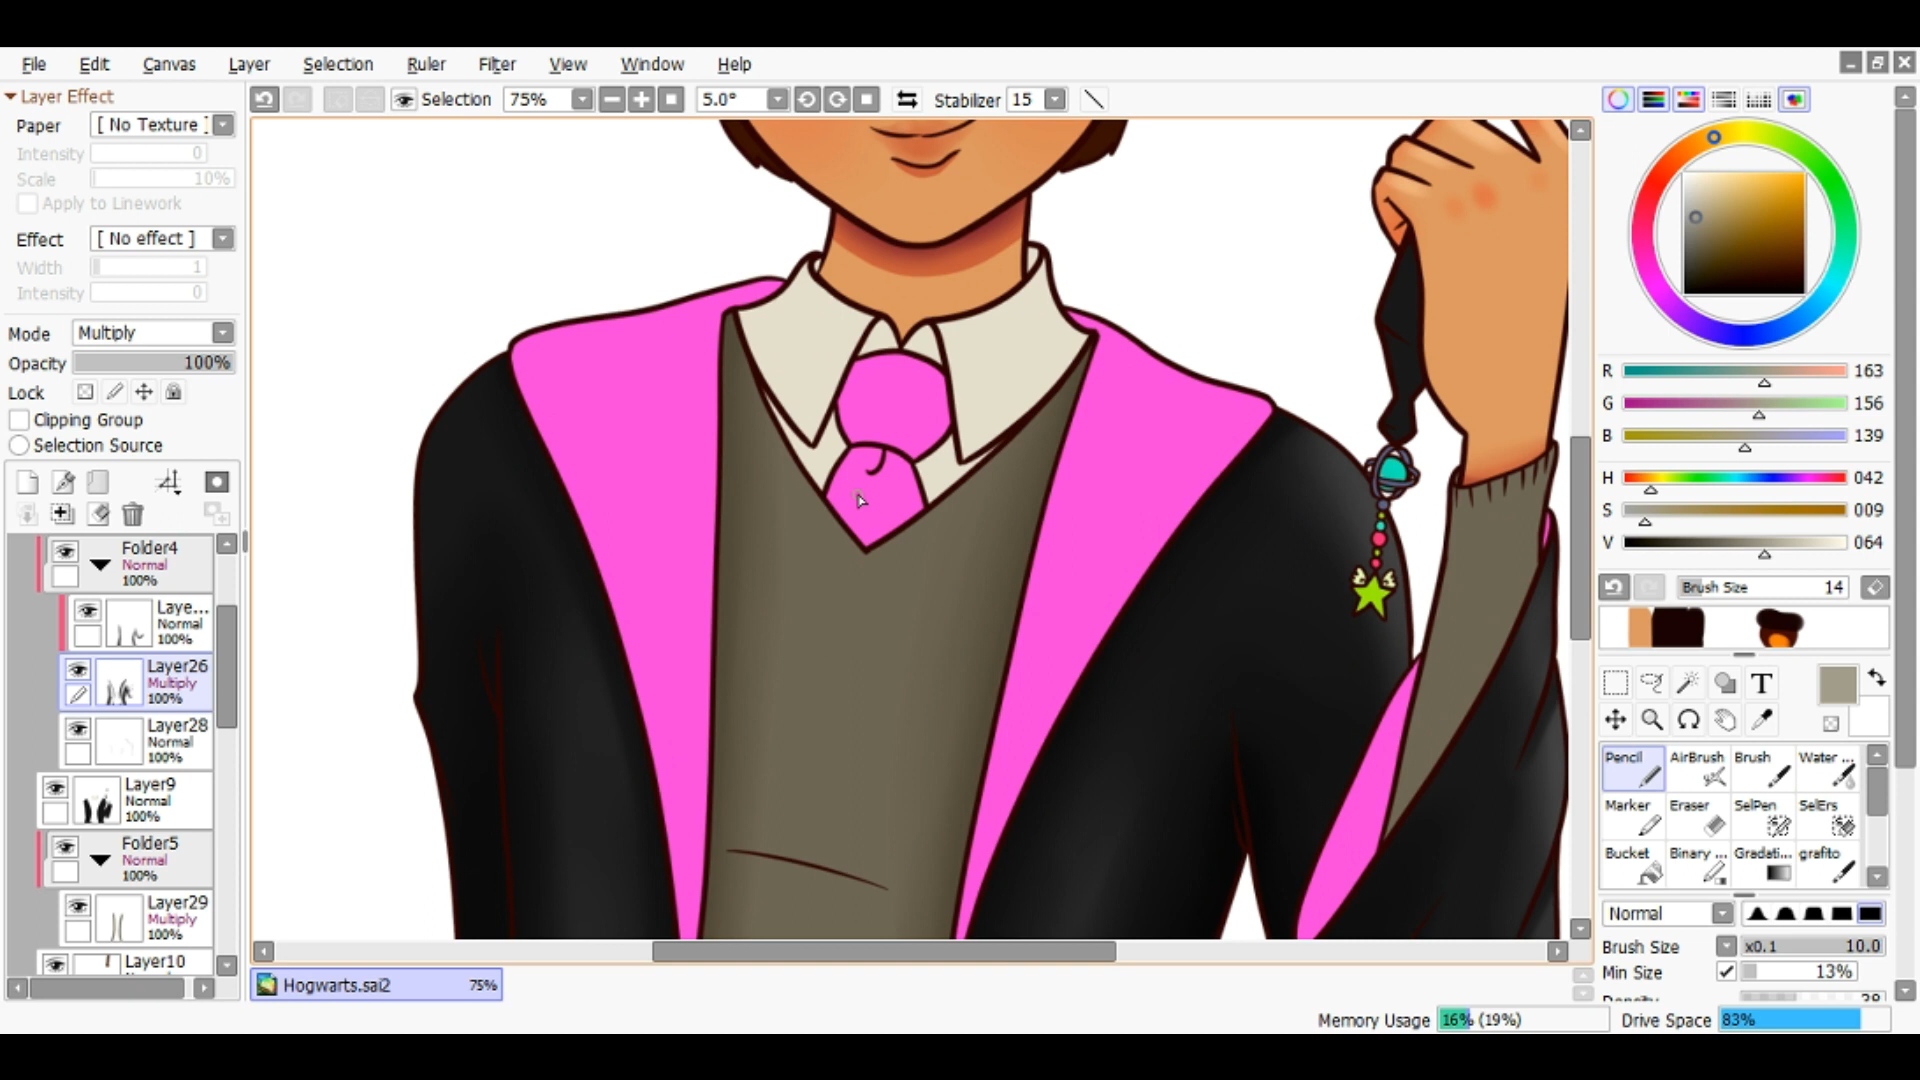 File Edit Canvas Layer Selection Ruler Filter View Window Help
Layer Effect
Paper [ No Texture ]
Intensity 0
Scale 10%
Apply to Linework
Effect [ No effect ]
Width 1
Intensity 0
Mode Multiply
Opacity 100%
Lock
Clipping Group
Selection Source
Folder4
Normal
100%
Laye...
Normal
100%
Layer26
Multiply
100%
Layer28
Normal
100%
Layer9
Normal
100%
Folder5
Normal
100%
Layer29
Multiply
100%
Layer10
Selection 75% 5.0° Stabilizer 15
Hogwarts.sai2 75%
R 163
G 156
B 139
H 042
S 009
V 064
Brush Size 14
T
Pencil AirBrush Brush Water ...
Marker Eraser SelPen SelErs
Bucket Binary ... Gradati... grafito
Normal
Brush Size x0.1 10.0
Min Size 13%
Memory Usage 16% (19%) Drive Space 83%